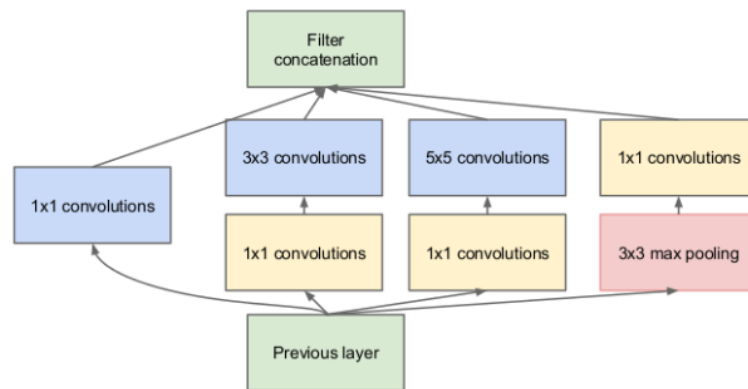 Filter
concatenation
3x3 convolutions
5x5 convolutions
1x1 convolutions
1x1 convolutions
1x1 convolutions
1x1 convolutions
3x3 max pooling
Previous layer